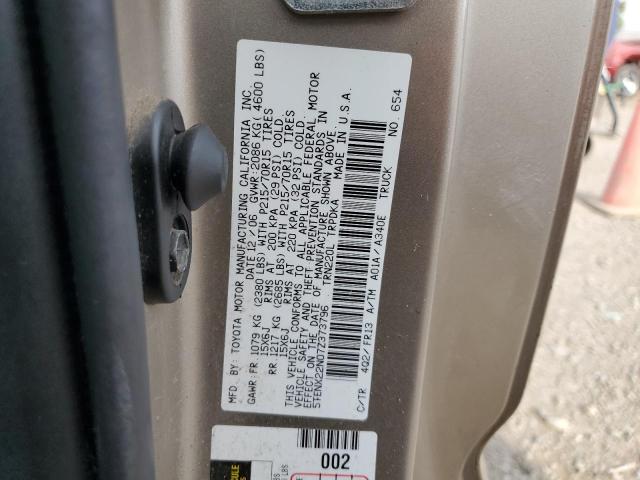 MFD. BY: TOYOTA MOTOR MANUFACTURING CALIFORNIA INC.
DATE 12/06 GVWR: 2086 KG( 4600 LBS)
GAWR: FR. 1079 KG (2380 LBS) WITH P215/70R15 TIRES
15X6J RIMS AT 200 KPA (29 PSI) COLD.
RR. 1217 KG (2685 LBS) WITH P215/70R15 TIRES
15X6J RIMS AT 220 KPA (32 PSI) COLD.
THIS VEHICLE CONFORMS TO ALL APPLICABLE FEDERAL MOTOR
VEHICLE SAFETY AND THEFT PREVENTION STANDARDS IN
EFFECT ON THE DATE OF MANUFACTURE SHOWN ABOVE.
5TENX22N07Z373796 TRN220L TRPDKA MADE IN U.S.A.
C/TR 4Q2/FR13 A/TM A01A/A340E TRUCK NO. 654
002